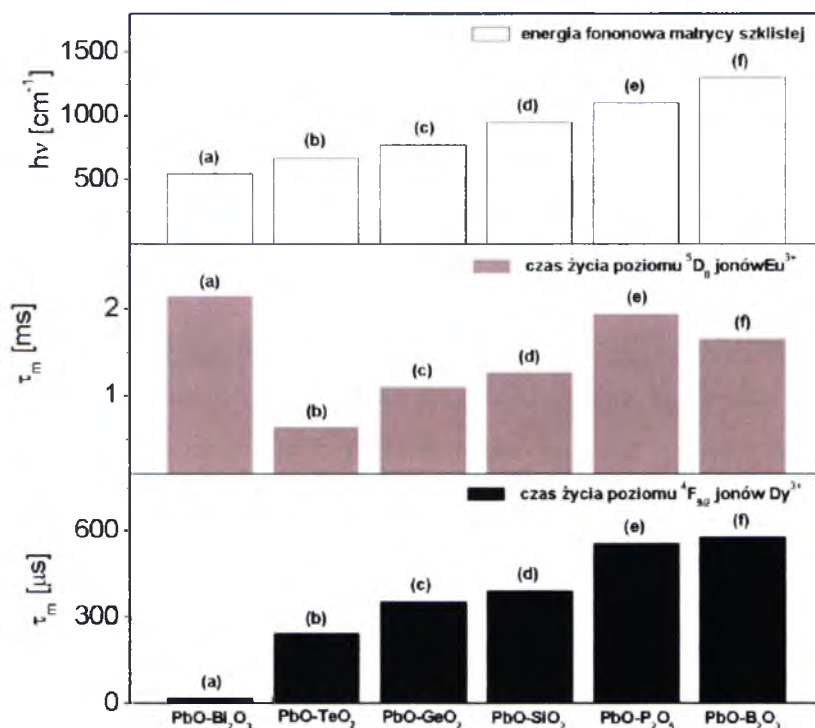 energia fononowa matrycy szklistej
hν [cm⁻¹]
1500
1000
500
(a)
(b)
(c)
(d)
(e)
(f)
czas życia poziomu ⁵D₀ jonówEu³⁺
τₘ [ms]
2
1
(a)
(b)
(c)
(d)
(e)
(f)
czas życia poziomu ⁴F₉/₂ jonów Dy³⁺
τₘ [μs]
600
300
0
(a)
(b)
(c)
(d)
(e)
(f)
PbO-Bi₂O₃ PbO-TeO₂ PbO-GeO₂ PbO-SiO₂ PbO-P₂O₅ PbO-B₂O₃